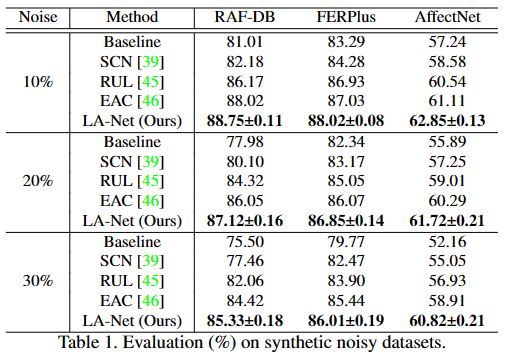 Noise Method RAF-DB FERPlus AffectNet
Baseline 81.01 83.29 57.24
SCN [39] 82.18 84.28 58.58
10% RUL [45] 86.17 86.93 60.54
EAC [46] 88.02 87.03 61.11
LA-Net (Ours) 88.75±0.11 88.02±0.08 62.85±0.13
Baseline 77.98 82.34 55.89
SCN [39] 80.10 83.17 57.25
20% RUL [45] 84.32 85.05 59.01
EAC [46] 86.05 86.07 60.29
LA-Net (Ours) 87.12±0.16 86.85±0.14 61.72±0.21
Baseline 75.50 79.77 52.16
SCN [39] 77.46 82.47 55.05
30% RUL [45] 82.06 83.90 56.93
EAC [46] 84.42 85.44 58.91
LA-Net (Ours) 85.33±0.18 86.01±0.19 60.82±0.21
Table 1. Evaluation (%) on synthetic noisy datasets.